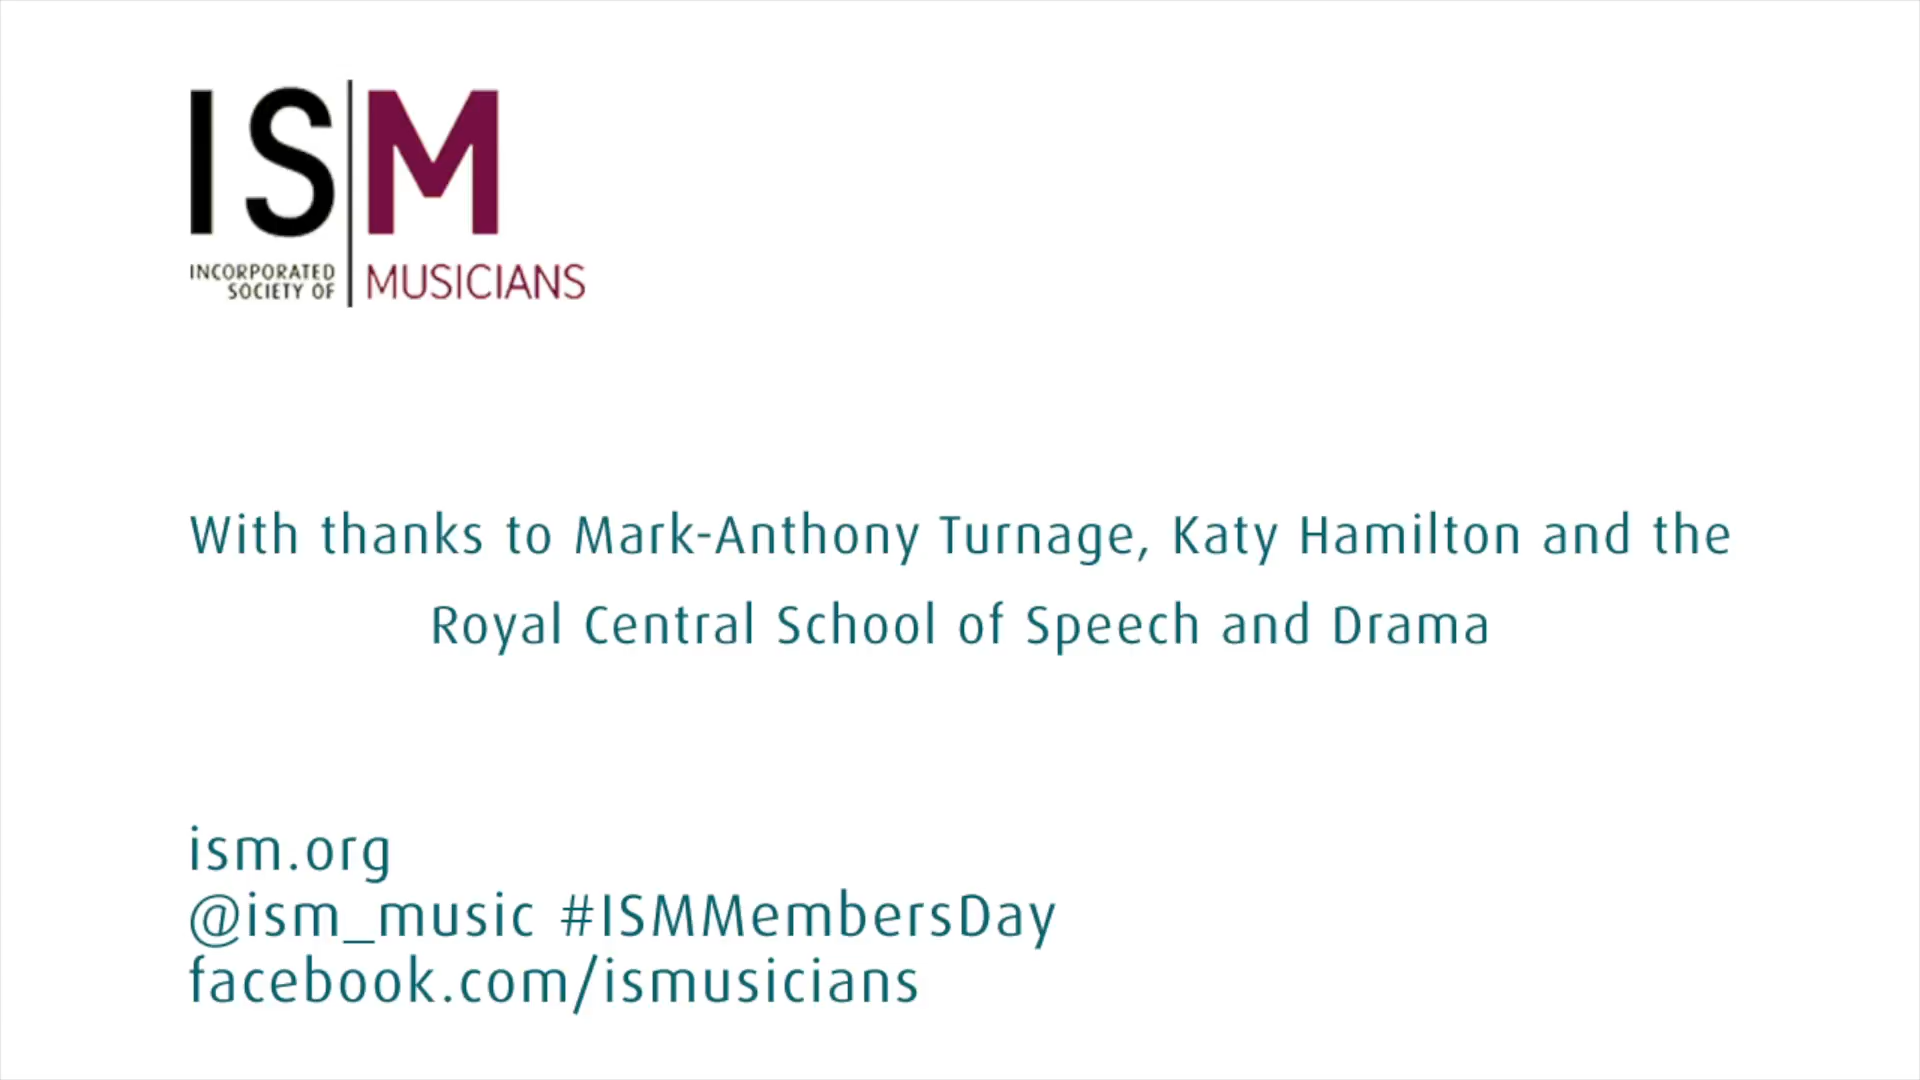 ISM
INCORPORATED
SOCIETY OF
MUSICIANS
With thanks to Mark-Anthony Turnage, Katy Hamilton and the
Royal Central School of Speech and Drama
ism.org
@ism_music #ISMMembersDay
facebook.com/ismusicians